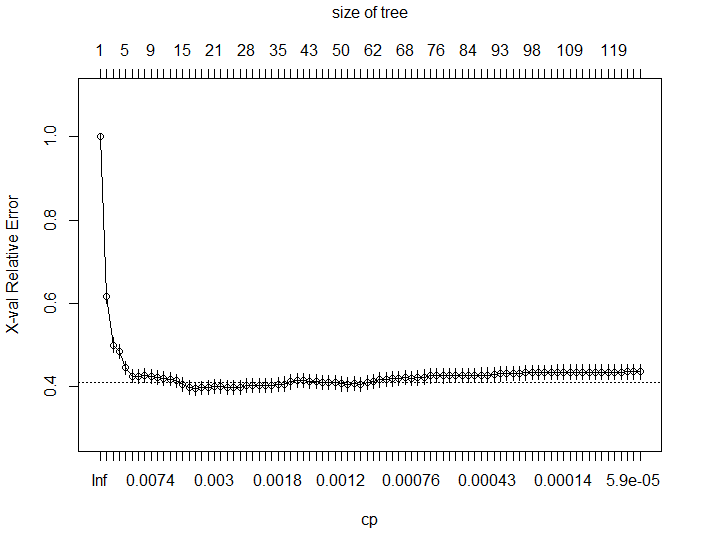 size of tree
1 5 9 15 21 28 35 43 50 62 68 76 84 93 98 109 119
X-val Relative Error
1.0
0.8
0.6
0.4
Inf 0.0074 0.003 0.0018 0.0012 0.00076 0.00043 0.00014 5.9e-05
cp